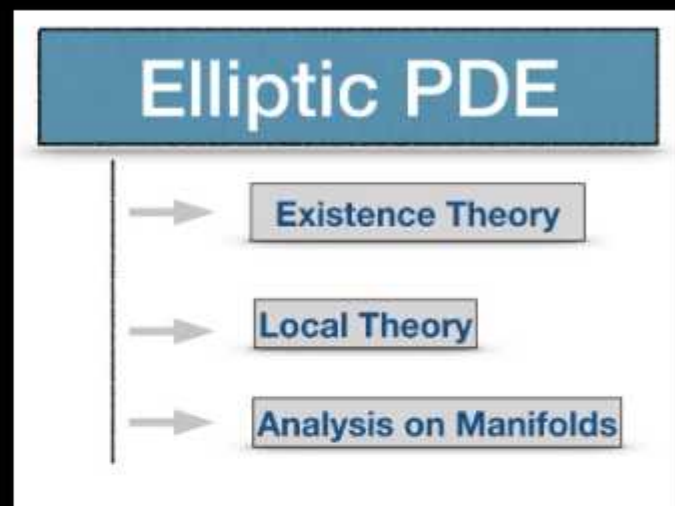 Elliptic PDE
Existence Theory
Local Theory
Analysis on Manifolds